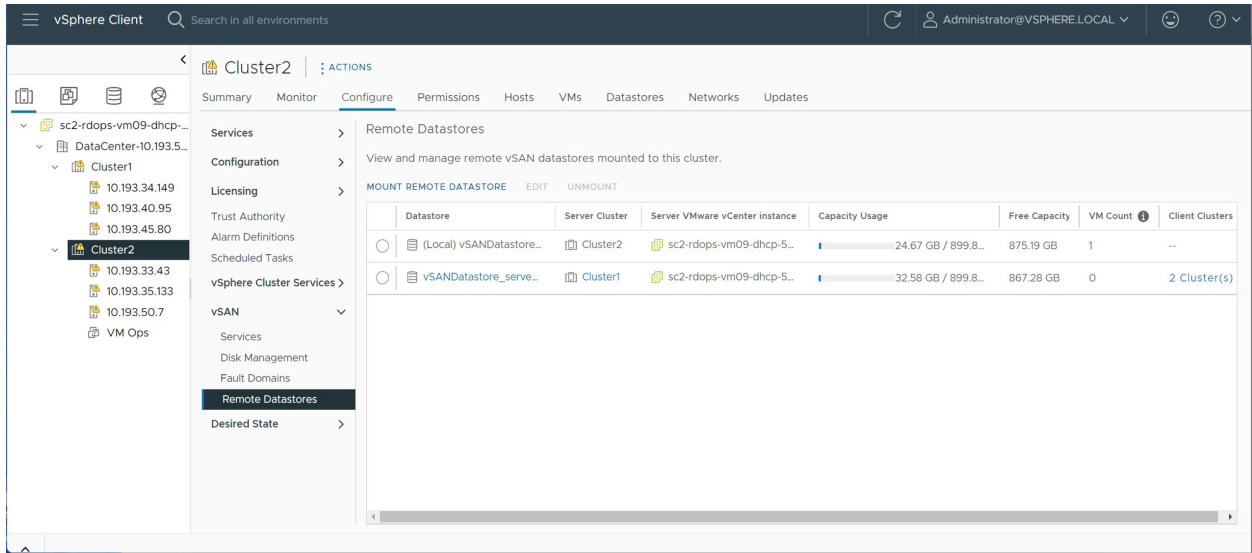 vSphere Client Search in all environments Administrator@VSPHERE.LOCAL
Cluster2 ACTIONS
Summary Monitor Configure Permissions Hosts VMs Datastores Networks Updates
sc2-rdops-vm09-dhcp-...
DataCenter-10.193.5...
Cluster1
10.193.34.149
10.193.40.95
10.193.45.80
Cluster2
10.193.33.43
10.193.35.133
10.193.50.7
VM Ops
Services
Configuration
Licensing
Trust Authority
Alarm Definitions
Scheduled Tasks
vSphere Cluster Services
vSAN
Services
Disk Management
Fault Domains
Remote Datastores
Desired State
Remote Datastores
View and manage remote vSAN datastores mounted to this cluster.
MOUNT REMOTE DATASTORE EDIT UNMOUNT
Datastore Server Cluster Server VMware vCenter instance Capacity Usage Free Capacity VM Count Client Clusters
(Local) vSANDatastore... Cluster2 sc2-rdops-vm09-dhcp-5... 24.67 GB / 899.8... 875.19 GB 1 --
vSANDatastore_serve... Cluster1 sc2-rdops-vm09-dhcp-5... 32.58 GB / 899.8... 867.28 GB 0 2 Cluster(s)